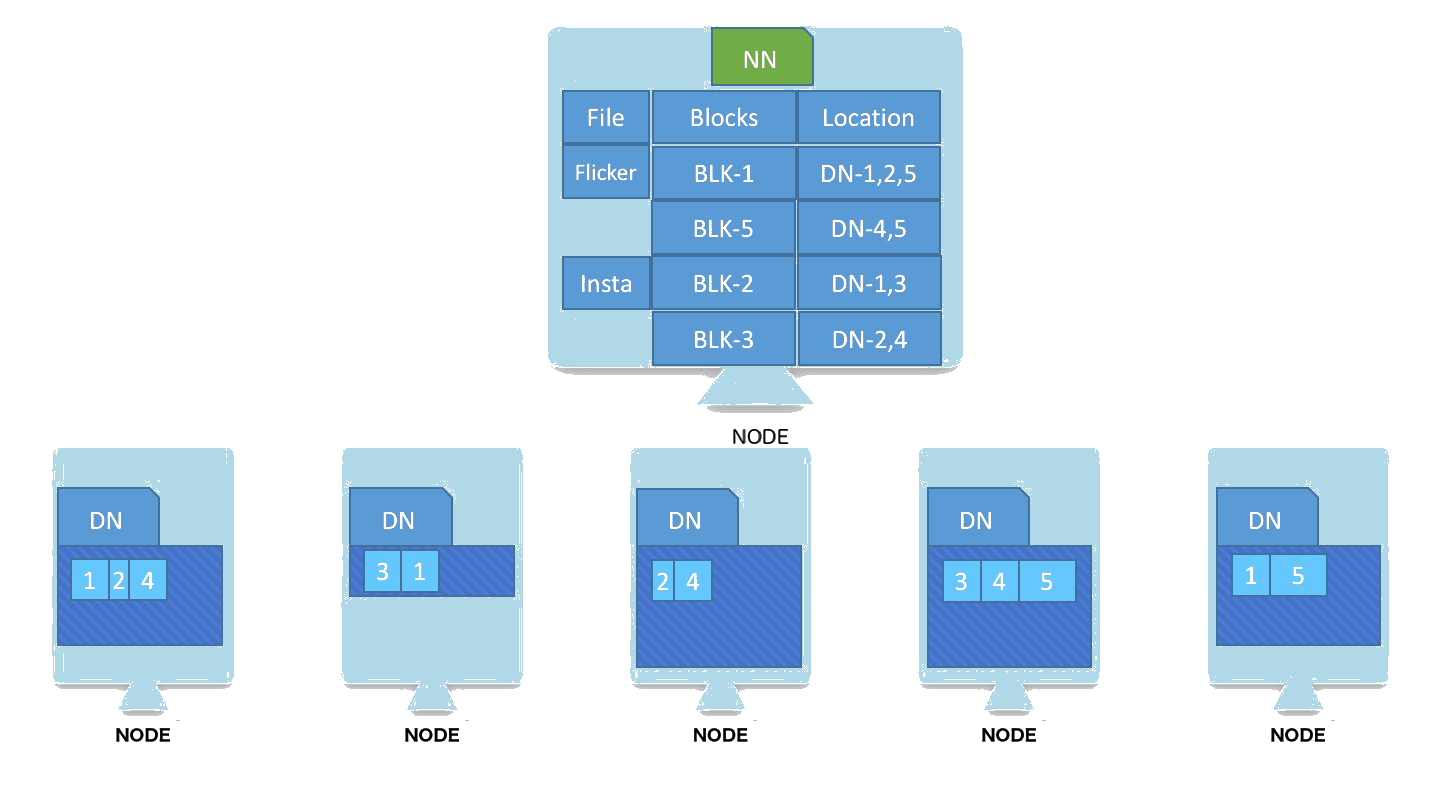 NN
File Blocks Location
Flicker BLK-1 DN-1,2,5
BLK-5 DN-4,5
Insta BLK-2 DN-1,3
BLK-3 DN-2,4
NODE
DN DN DN DN DN
1 2 4 3 1 2 4 3 4 5 1 5
NODE NODE NODE NODE NODE